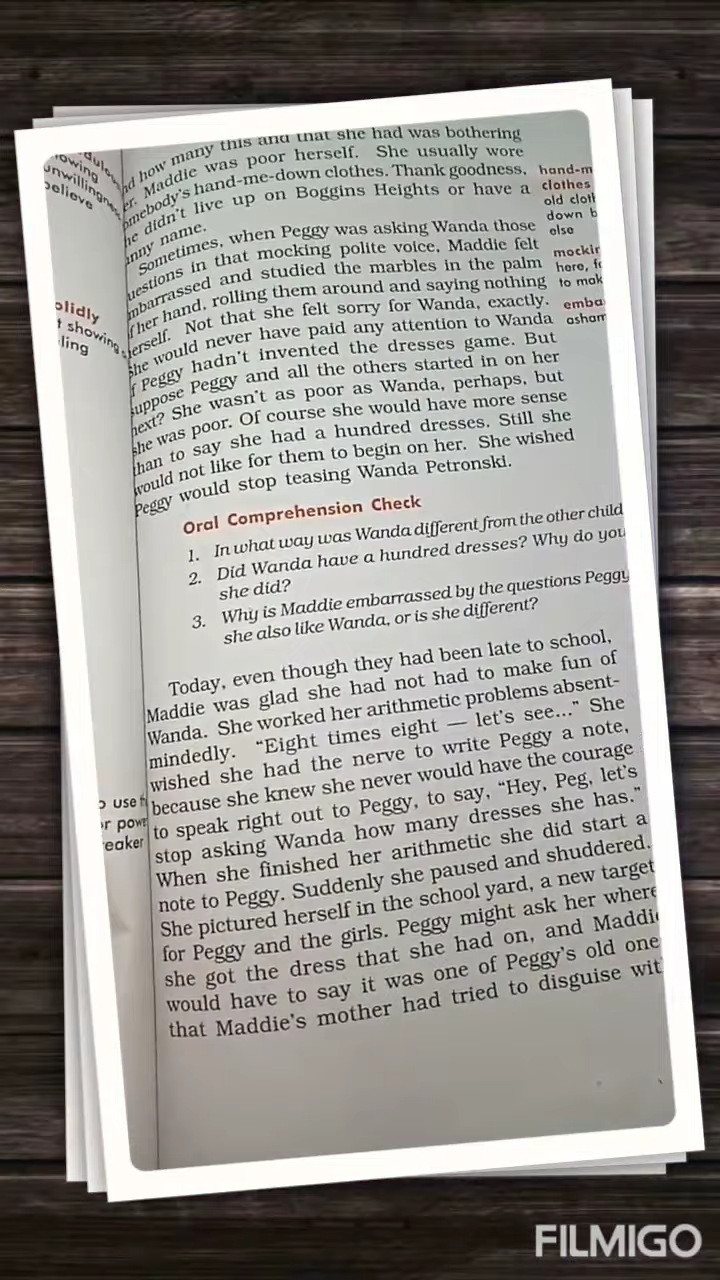 how many this and that she had was bothering
Maddie was poor herself. She usually wore
hand-me-down clothes. Thank goodness,
didn't live up on Boggins Heights or have a
name.
Sometimes, when Peggy was asking Wanda those
in that mocking polite voice, Maddie felt
and studied the marbles in the palm
her hand, rolling them around and saying nothing
Not that she felt sorry for Wanda, exactly.
She would never have paid any attention to Wanda
Peggy hadn't invented the dresses game. But
suppose Peggy and all the others started in on her
next? She wasn't as poor as Wanda, perhaps, but
she was poor. Of course she would have more sense
than to say she had a hundred dresses. Still she
would not like for them to begin on her. She wished
Peggy would stop teasing Wanda Petronski.
unwillingness
believe
olidly
t showing
ling
hand-m
clothes
old cloth
down b
else
mockin
here, fo
to mak
emba
asham
Oral Comprehension Check
1. In what way was Wanda different from the other child
2. Did Wanda have a hundred dresses? Why do you
she did?
3. Why is Maddie embarrassed by the questions Peggy
she also like Wanda, or is she different?
Today, even though they had been late to school,
Maddie was glad she had not had to make fun of
Wanda. She worked her arithmetic problems absent-
mindedly. "Eight times eight — let's see..." She
wished she had the nerve to write Peggy a note,
because she knew she never would have the courage
to speak right out to Peggy, to say, "Hey, Peg, let's
stop asking Wanda how many dresses she has."
When she finished her arithmetic she did start a
note to Peggy. Suddenly she paused and shuddered.
She pictured herself in the school yard, a new target
for Peggy and the girls. Peggy might ask her where
she got the dress that she had on, and Maddie
would have to say it was one of Peggy's old one
that Maddie's mother had tried to disguise wit
o use
r powe
eaker
FILMIGO